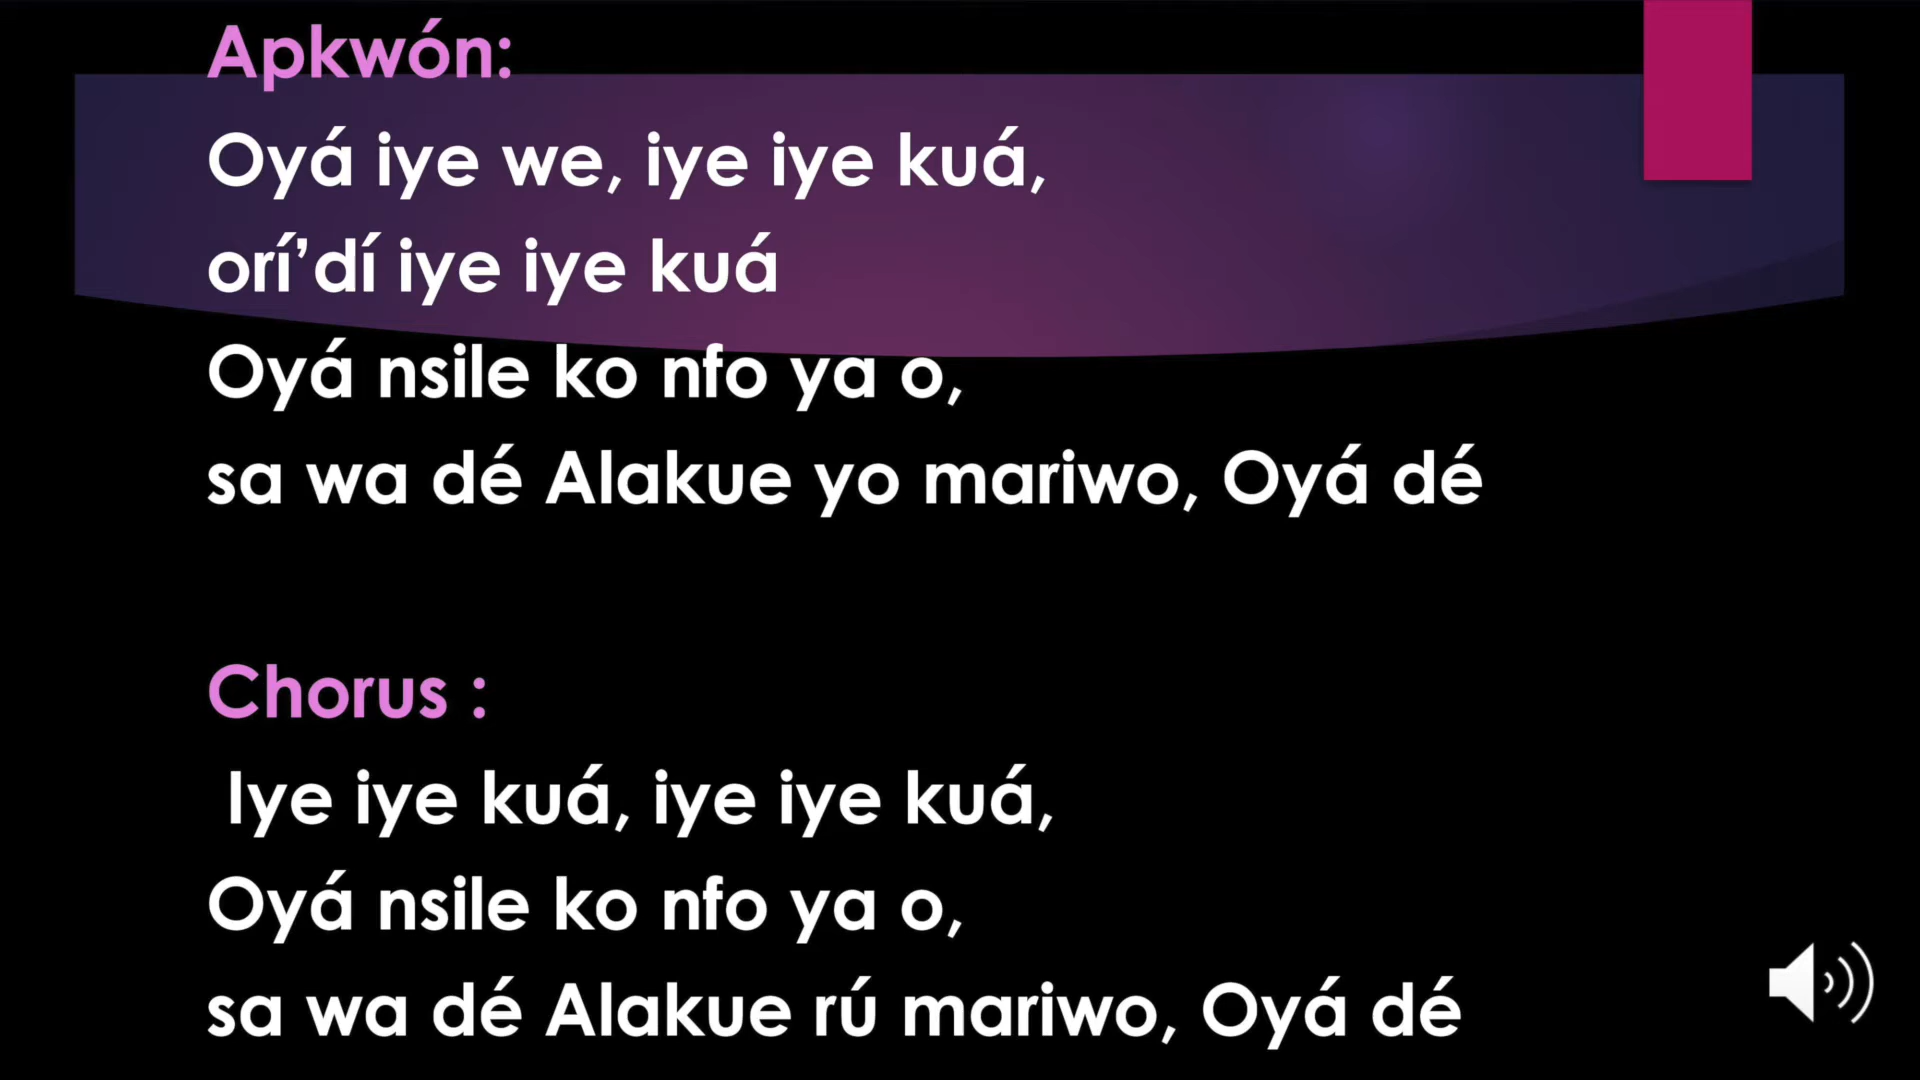 Apkwón:
Oyá iye we, iye iye kuá,
orí’dí iye iye kuá
Oyá nsile ko nfo ya o,
sa wa dé Alakue yo mariwo, Oyá dé
Chorus :
Iye iye kuá, iye iye kuá,
Oyá nsile ko nfo ya o,
sa wa dé Alakue rú mariwo, Oyá dé